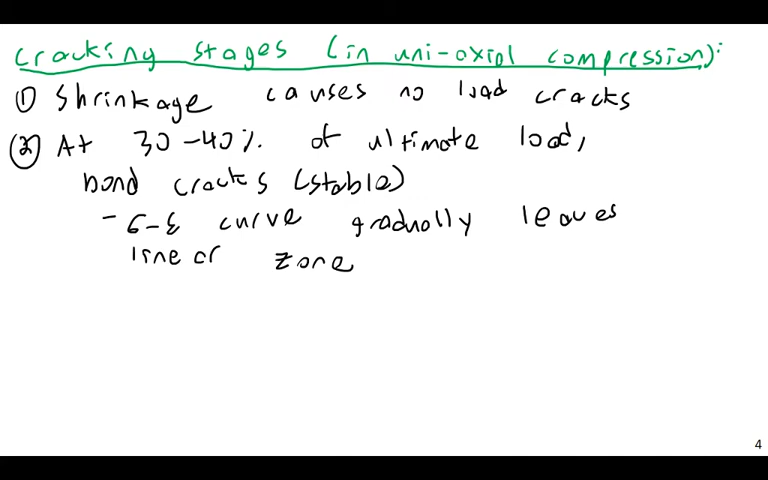 Cracking stages (in uni-axial compression):
① Shrinkage causes no load cracks
② At 30-40% of ultimate load,
bond cracks (stable)
- σ-ε curve gradually leaves
linear zone
4